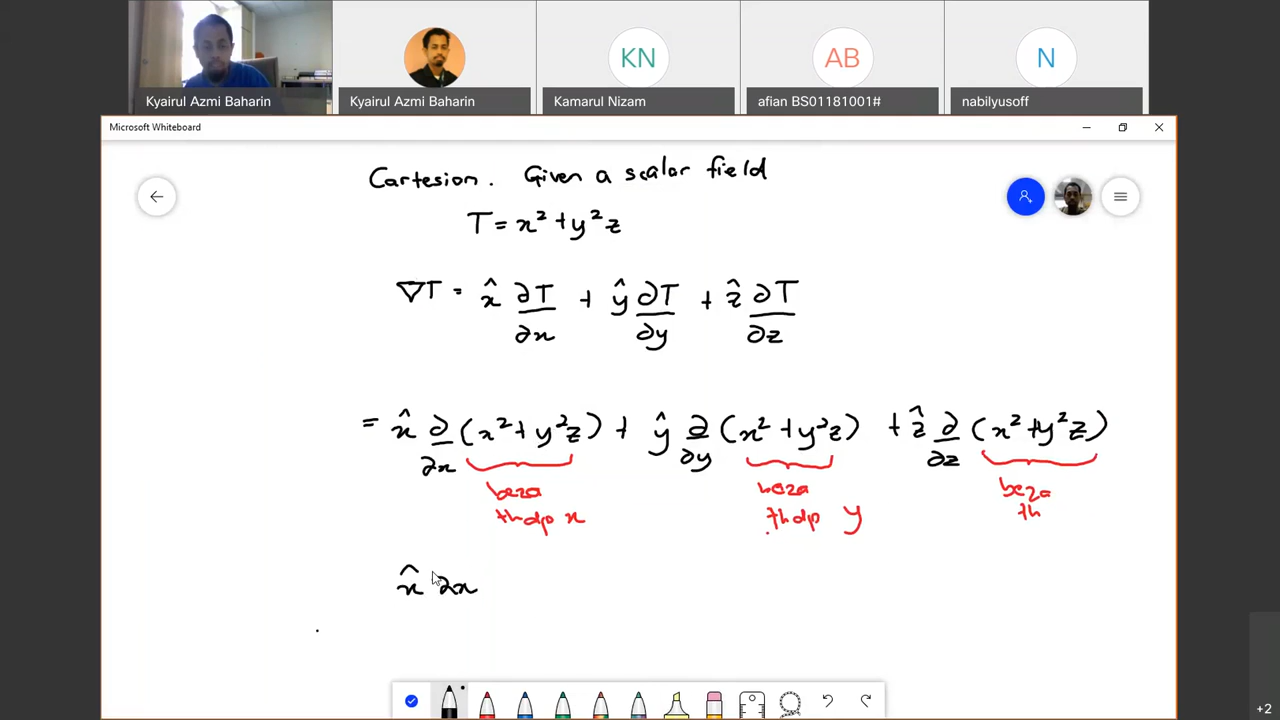 KN
AB
N
Kyairul Azmi Baharin
Kyairul Azmi Baharin
Kamarul Nizam
afian BS01181001#
nabilyusoff
Microsoft Whiteboard
Cartesion. Given a scalar field
T = x² + y²z
∇T = x̂ ∂T/∂x + ŷ ∂T/∂y + ẑ ∂T/∂z
= x̂ ∂/∂x (x² + y²z) + ŷ ∂/∂y (x² + y²z) + ẑ ∂/∂z (x² + y²z)
beza
thdp x
beza
thdp y
beza
th
x̂ 2x
+2